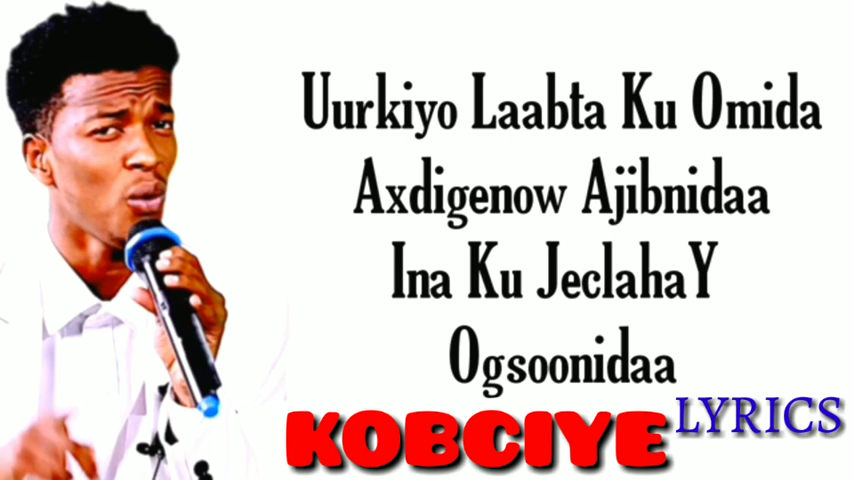 Uurkiyo Laabta Ku Omida
Axdigenow Ajibnidaa
Ina Ku JeclahaY
Ogsoonidaa
KOBCIYE LYRICS